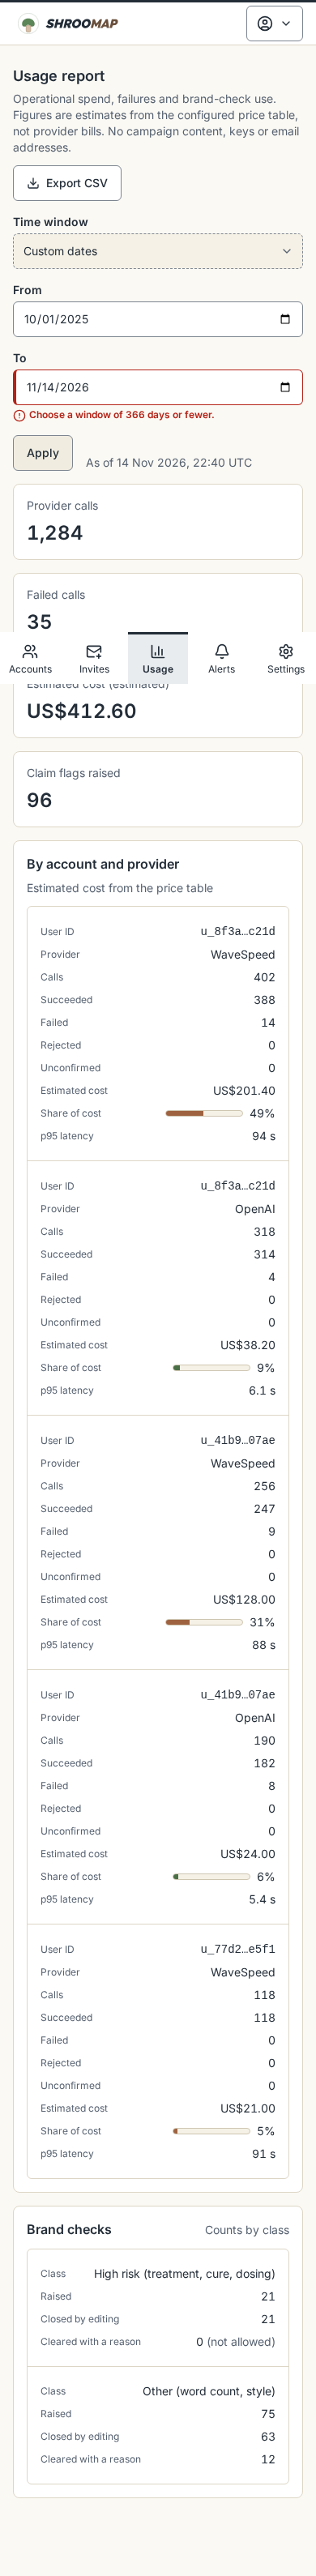 SHROOMAP
Usage report
Operational spend, failures and brand-check use.
Figures are estimates from the configured price table,
not provider bills. No campaign content, keys or email
addresses.
Export CSV
Time window
Custom dates
From
10/01/2025
To
11/14/2026
Choose a window of 366 days or fewer.
Apply
As of 14 Nov 2026, 22:40 UTC
Provider calls
1,284
Failed calls
35
Accounts
Invites
Usage
Alerts
Settings
Estimated cost (estimated)
US$412.60
Claim flags raised
96
By account and provider
Estimated cost from the price table
User ID u_8f3a…c21d
Provider WaveSpeed
Calls 402
Succeeded 388
Failed 14
Rejected 0
Unconfirmed 0
Estimated cost US$201.40
Share of cost 49%
p95 latency 94 s
User ID u_8f3a…c21d
Provider OpenAI
Calls 318
Succeeded 314
Failed 4
Rejected 0
Unconfirmed 0
Estimated cost US$38.20
Share of cost 9%
p95 latency 6.1 s
User ID u_41b9…07ae
Provider WaveSpeed
Calls 256
Succeeded 247
Failed 9
Rejected 0
Unconfirmed 0
Estimated cost US$128.00
Share of cost 31%
p95 latency 88 s
User ID u_41b9…07ae
Provider OpenAI
Calls 190
Succeeded 182
Failed 8
Rejected 0
Unconfirmed 0
Estimated cost US$24.00
Share of cost 6%
p95 latency 5.4 s
User ID u_77d2…e5f1
Provider WaveSpeed
Calls 118
Succeeded 118
Failed 0
Rejected 0
Unconfirmed 0
Estimated cost US$21.00
Share of cost 5%
p95 latency 91 s
Brand checks Counts by class
Class High risk (treatment, cure, dosing)
Raised 21
Closed by editing 21
Cleared with a reason 0 (not allowed)
Class Other (word count, style)
Raised 75
Closed by editing 63
Cleared with a reason 12